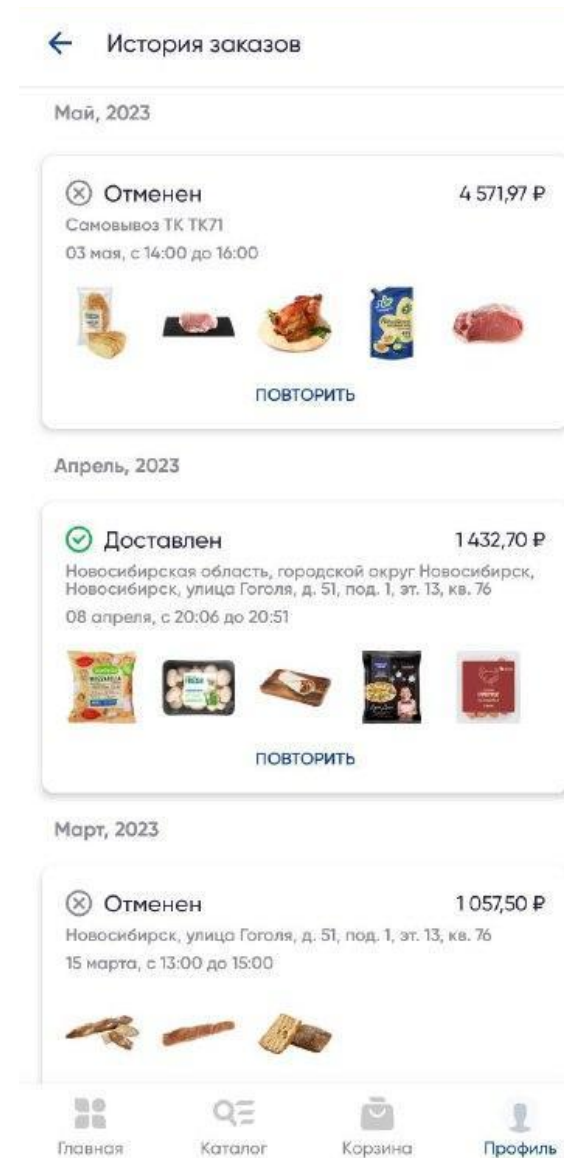 История заказов
Май, 2023
Отменен
4 571,97 ₽
Самовывоз ТК ТК71
03 мая, с 14:00 до 16:00
ПОВТОРИТЬ
Апрель, 2023
Доставлен
1 432,70 ₽
Новосибирская область, городской округ Новосибирск,
Новосибирск, улица Гоголя, д. 51, под. 1, эт. 13, кв. 76
08 апреля, с 20:06 до 20:51
ПОВТОРИТЬ
Март, 2023
Отменен
1 057,50 ₽
Новосибирск, улица Гоголя, д. 51, под. 1, эт. 13, кв. 76
15 марта, с 13:00 до 15:00
Главная
Каталог
Корзина
Профиль